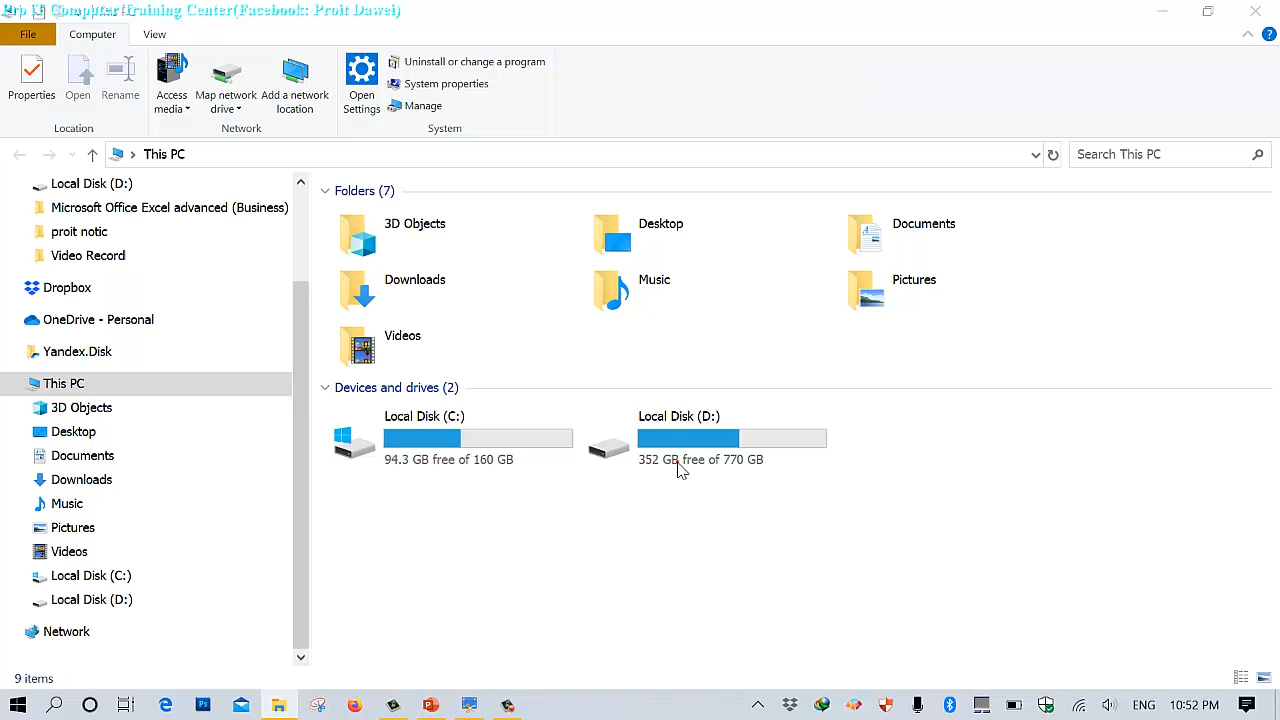 Pro IT Computer Training Center(Facebook: Proit Dawei)
File
Computer
View
Properties
Open
Rename
Access media
Map network drive
Add a network location
Open Settings
Uninstall or change a program
System properties
Manage
Location
Network
System
This PC
Search This PC
Local Disk (D:)
Microsoft Office Excel advanced (Business)
proit notic
Video Record
Dropbox
OneDrive - Personal
Yandex.Disk
This PC
3D Objects
Desktop
Documents
Downloads
Music
Pictures
Videos
Local Disk (C:)
Local Disk (D:)
Network
Folders (7)
3D Objects
Desktop
Documents
Downloads
Music
Pictures
Videos
Devices and drives (2)
Local Disk (C:)
94.3 GB free of 160 GB
Local Disk (D:)
352 GB free of 770 GB
9 items
ENG
10:52 PM